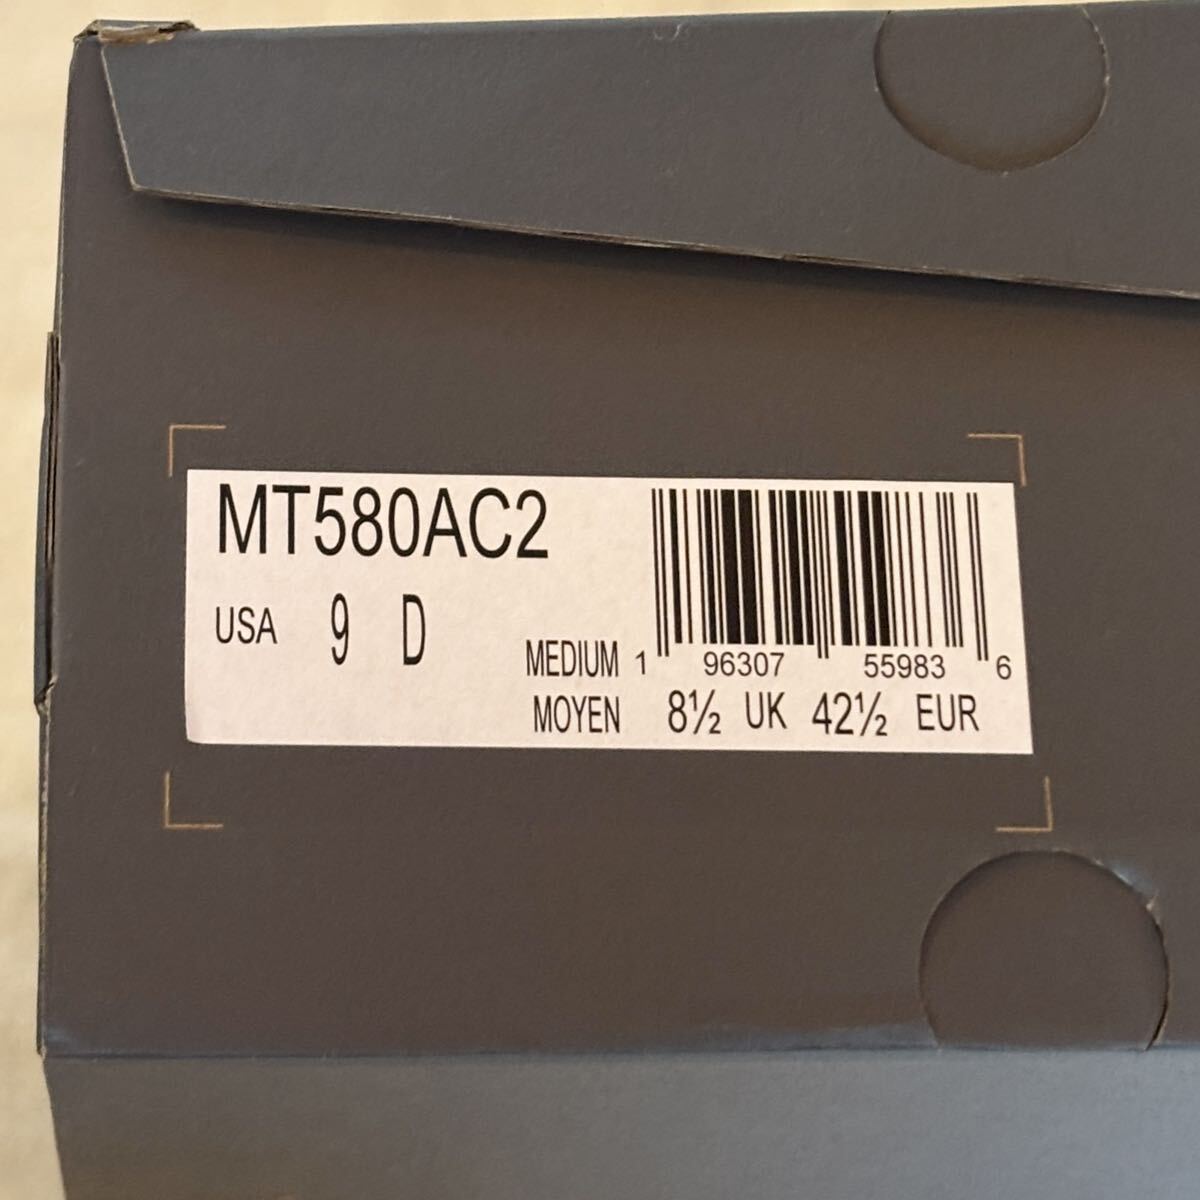 MT580AC2
USA 9 D
MEDIUM 1 96307 55983 6
MOYEN 8½ UK 42½ EUR